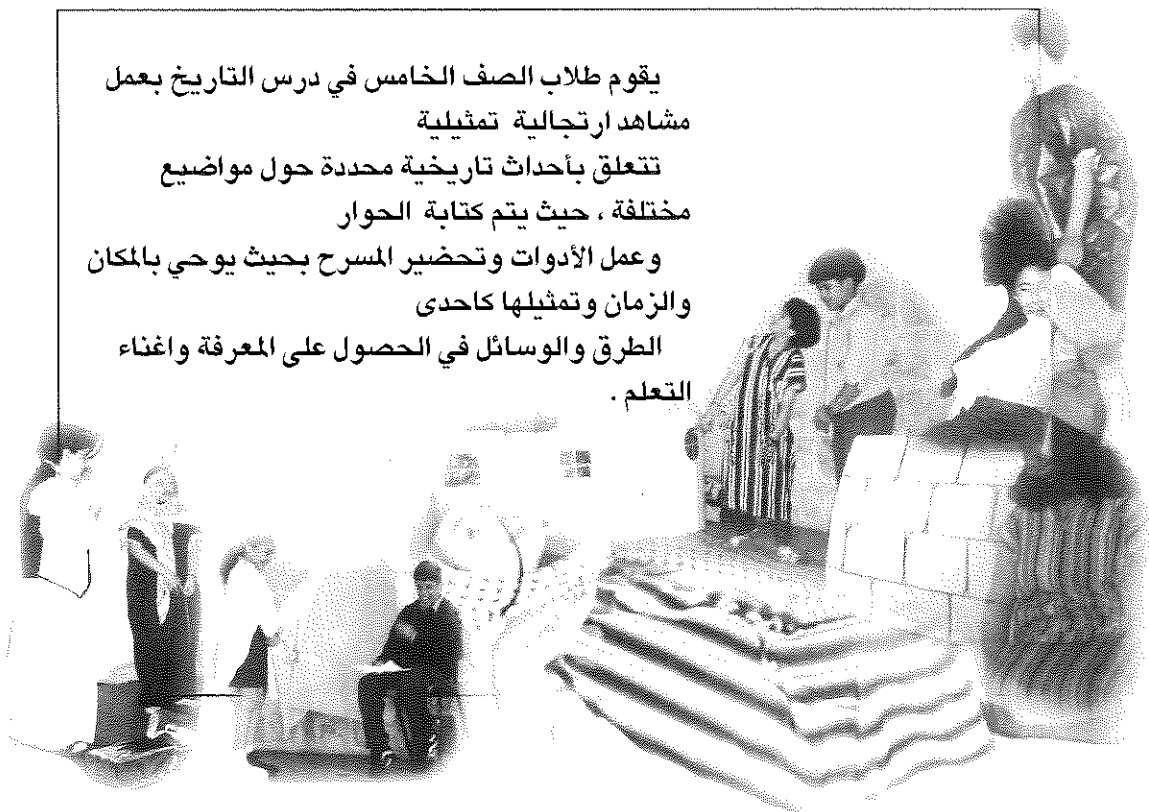 يقوم طلاب الصف الخامس في درس التاريخ بعمل
مشاهد ارتجالية تمثيلية
تتعلق بأحداث تاريخية محددة حول مواضيع
مختلفة ، حيث يتم كتابة الحوار
وعمل الأدوات وتحضير المسرح بحيث يوحي بالمكان
والزمان وتمثيلها كاحدى
الطرق والوسائل في الحصول على المعرفة واغناء
التعلم .